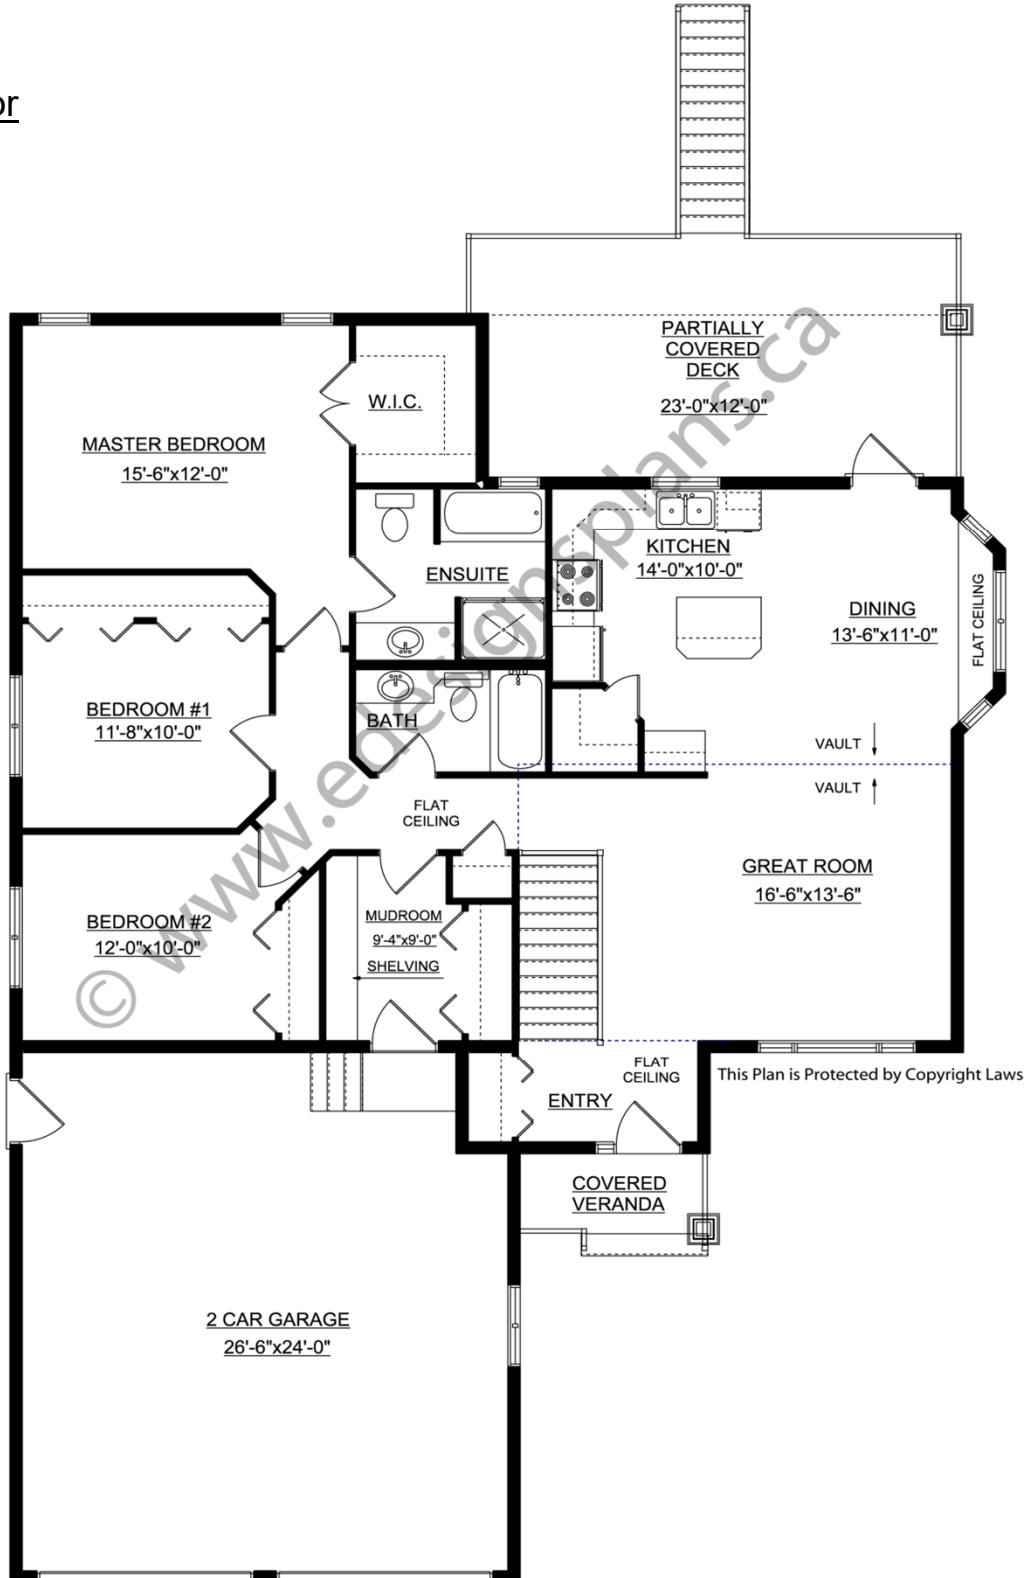 or
PARTIALLY
COVERED
DECK
23'-0"x12'-0"
W.I.C.
MASTER BEDROOM
15'-6"x12'-0"
KITCHEN
14'-0"x10'-0"
ENSUITE
DINING
13'-6"x11'-0"
FLAT CEILING
BEDROOM #1
11'-8"x10'-0"
BATH
VAULT
VAULT
FLAT
CEILING
GREAT ROOM
16'-6"x13'-6"
BEDROOM #2
12'-0"x10'-0"
MUDROOM
9'-4"x9'-0"
SHELVING
FLAT
CEILING
This Plan is Protected by Copyright Laws
ENTRY
COVERED
VERANDA
2 CAR GARAGE
26'-6"x24'-0"
© www.edesignsplans.ca